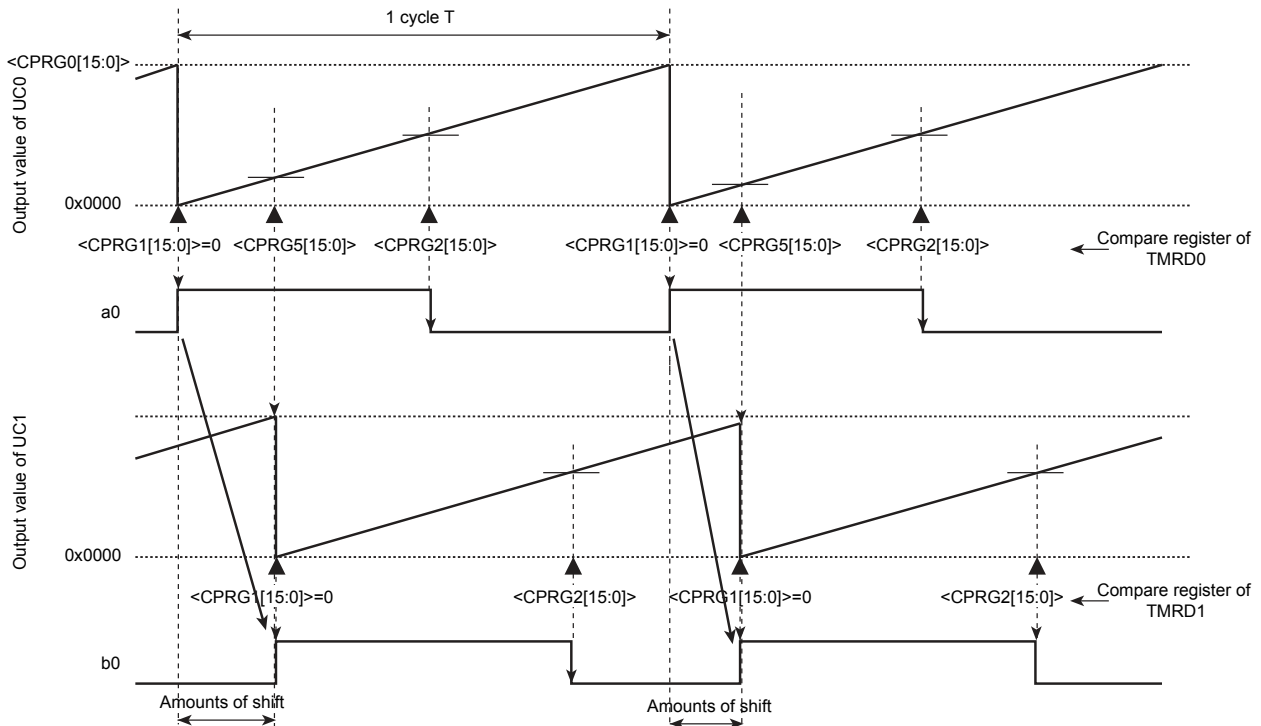 1 cycle T
<CPRG0[15:0]>
Output value of UC0
0x0000
<CPRG1[15:0]>=0
<CPRG5[15:0]>
<CPRG2[15:0]>
<CPRG1[15:0]>=0
<CPRG5[15:0]>
<CPRG2[15:0]>
Compare register of
TMRD0
a0
Output value of UC1
0x0000
<CPRG1[15:0]>=0
<CPRG2[15:0]>
<CPRG1[15:0]>=0
<CPRG2[15:0]>
Compare register of
TMRD1
b0
Amounts of shift
Amounts of shift